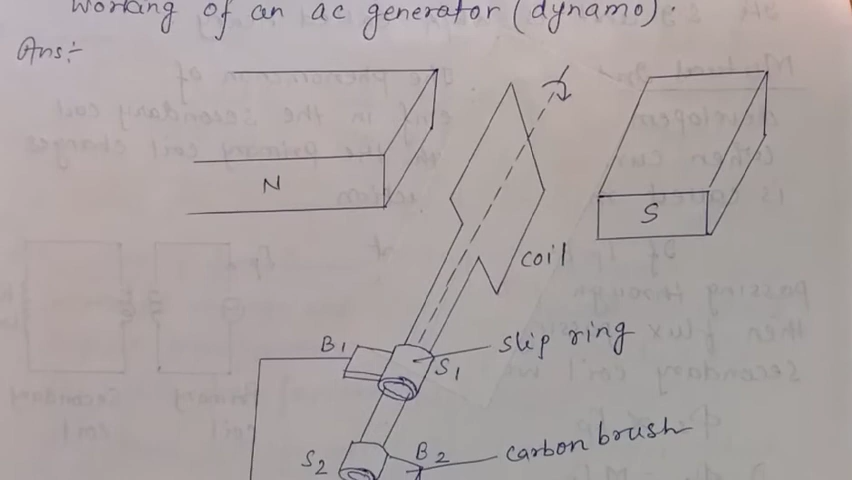 Working of an ac generator (dynamo).
Ans:-
N
S
coil
B1
slip ring
S1
B2
carbon brush
S2